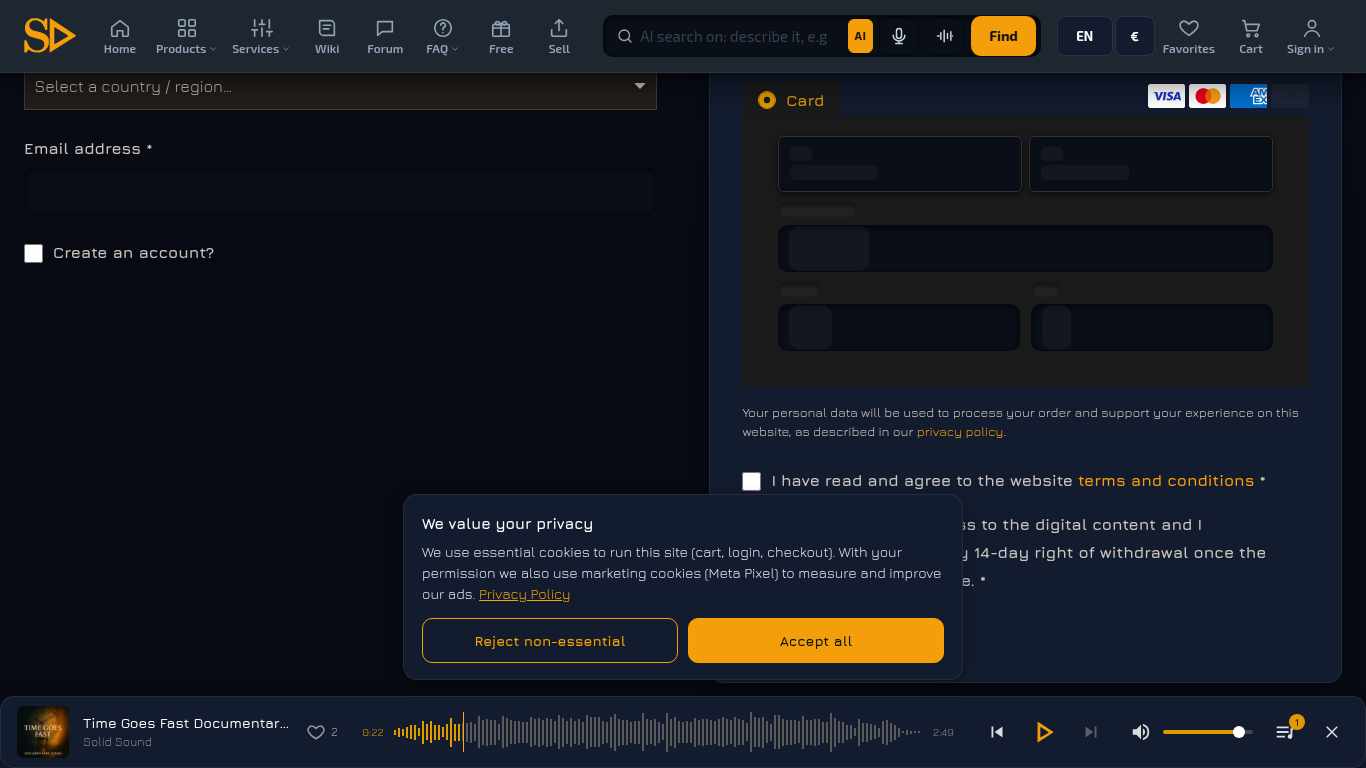 SD
Home
Products
Services
Wiki
Forum
FAQ
Free
Sell
AI search on: describe it, e.g
AI
Find
EN
€
Favorites
Cart
Sign in
Select a country / region...
Email address *
Create an account?
Card
VISA
AM
EX
Your personal data will be used to process your order and support your experience on this
website, as described in our privacy policy.
I have read and agree to the website terms and conditions *
ss to the digital content and I
y 14-day right of withdrawal once the
e. *
We value your privacy
We use essential cookies to run this site (cart, login, checkout). With your
permission we also use marketing cookies (Meta Pixel) to measure and improve
our ads. Privacy Policy
Reject non-essential
Accept all
TIME GOES
FAST
Time Goes Fast Documentar...
Solid Sound
2
0:22
2:49
1